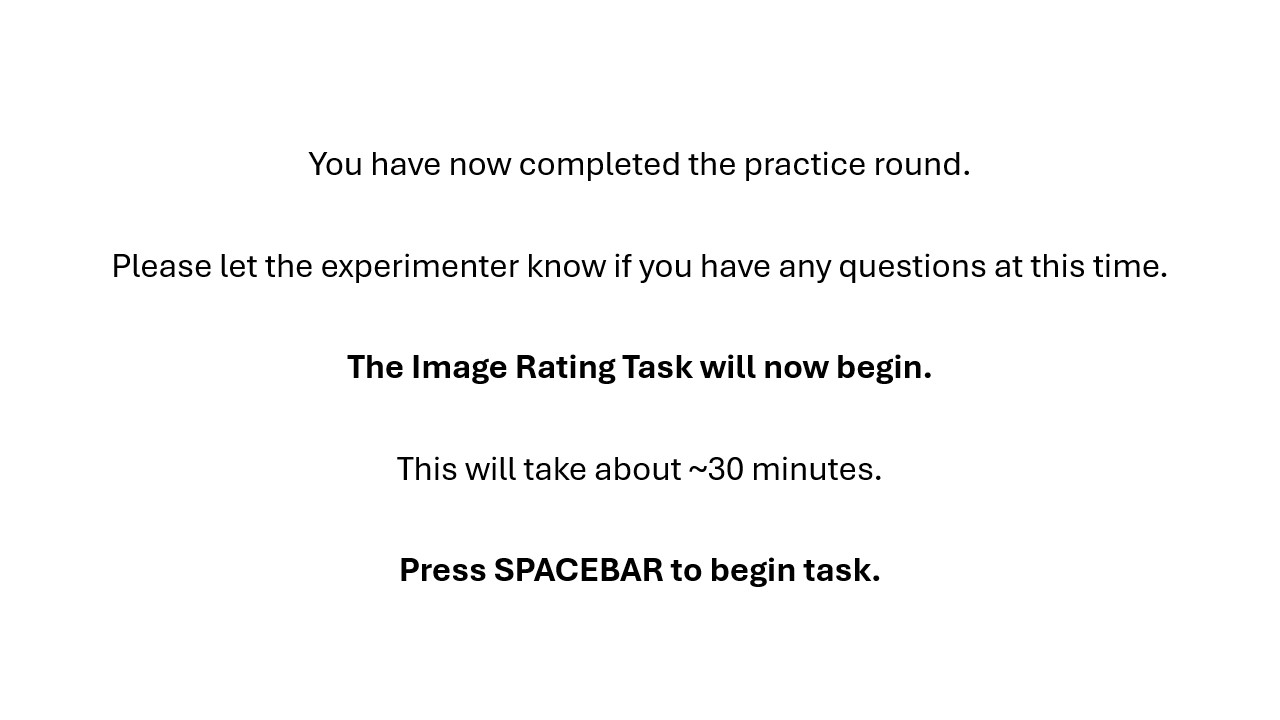 You have now completed the practice round.
Please let the experimenter know if you have any questions at this time.
The Image Rating Task will now begin.
This will take about ~30 minutes.
Press SPACEBAR to begin task.